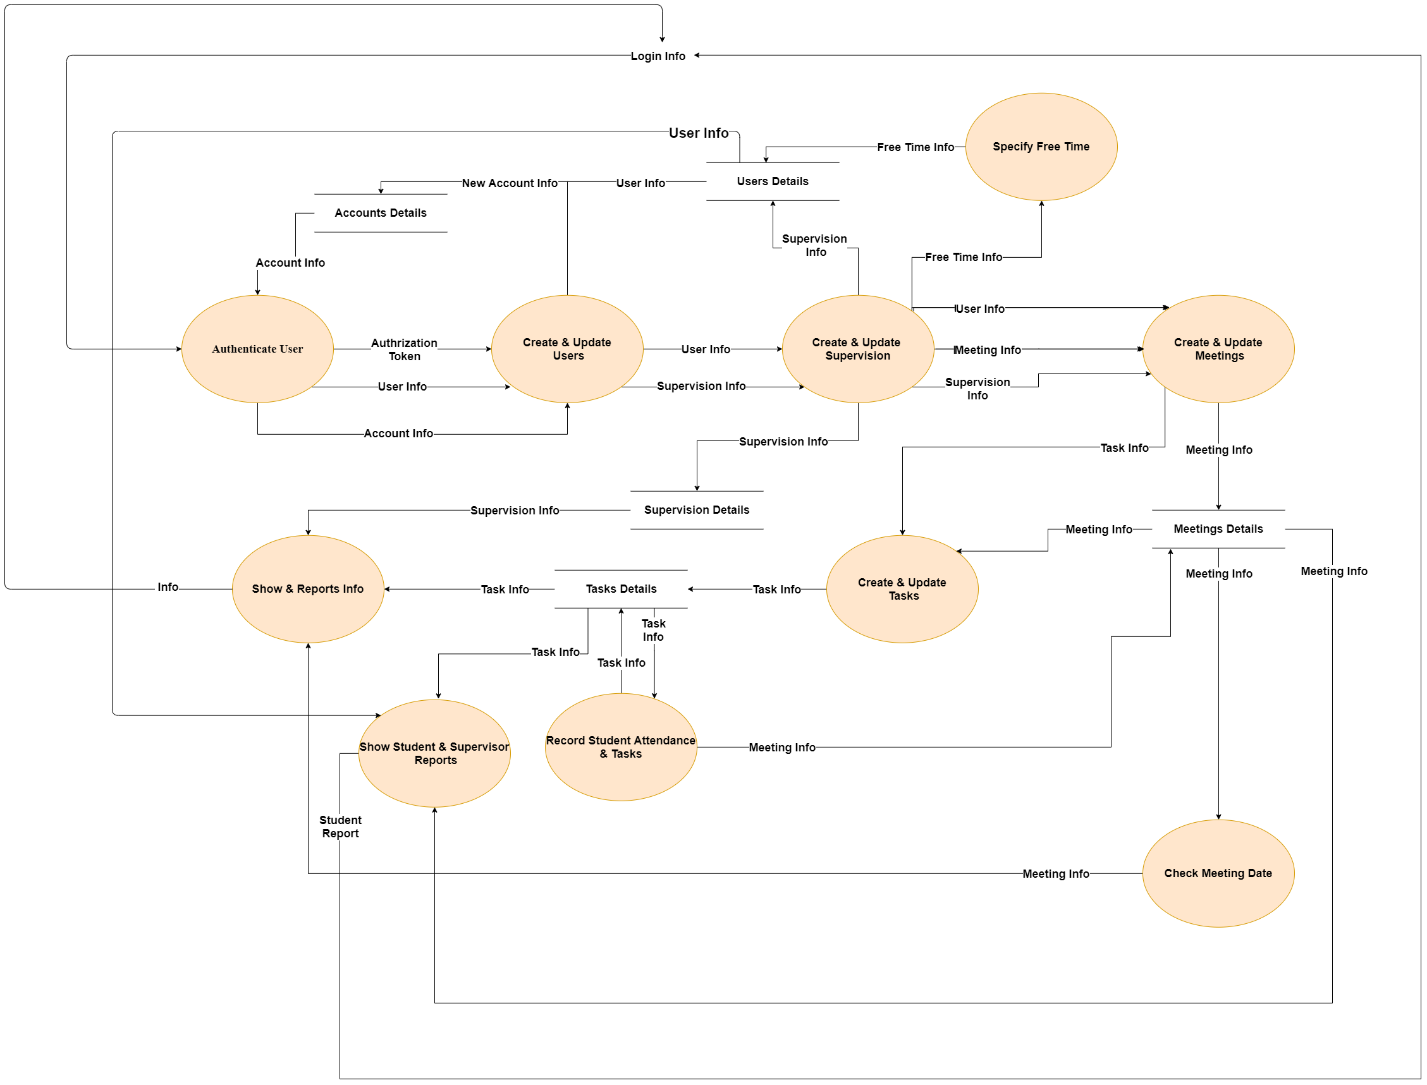 Login Info
User Info
Free Time Info
Specify Free Time
New Account Info
User Info
Users Details
Accounts Details
Supervision
Info
Account Info
Free Time Info
User Info
Authenticate User
Authrization
Token
Create & Update
Users
User Info
Create & Update
Supervision
Meeting Info
Create & Update
Meetings
User Info
Supervision Info
Supervision
Info
Account Info
Supervision Info
Task Info
Meeting Info
Supervision Info
Supervision Details
Meeting Info
Meetings Details
Meeting Info
Meeting Info
Info
Show & Reports Info
Task Info
Tasks Details
Task Info
Create & Update
Tasks
Task
Info
Task Info
Task Info
Show Student & Supervisor
Reports
Record Student Attendance
& Tasks
Meeting Info
Student
Report
Meeting Info
Check Meeting Date